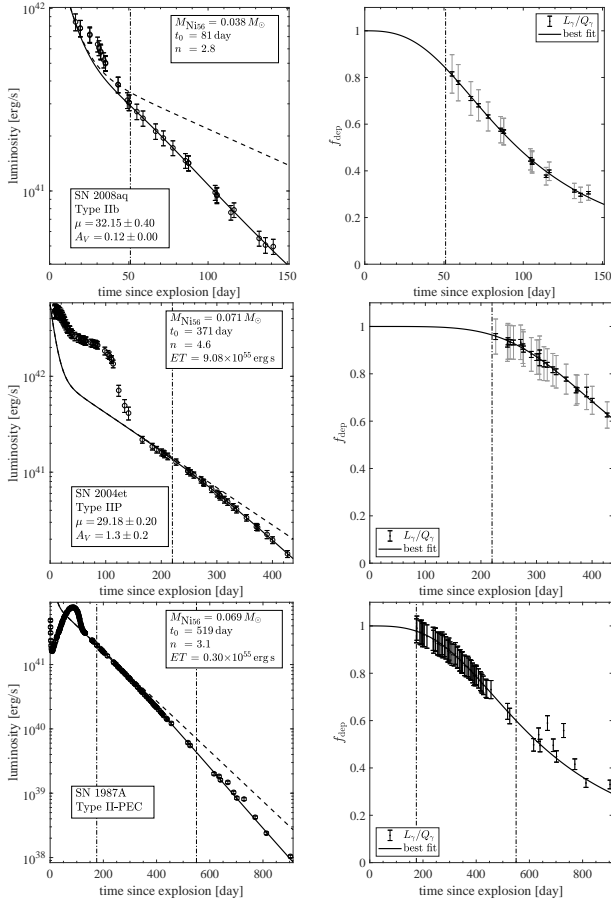 10^42
10^41
luminosity [erg/s]
M_Ni56 = 0.038 M_⊙
t_0 = 81 day
n = 2.8
SN 2008aq
Type IIb
μ = 32.15 ± 0.40
A_V = 0.12 ± 0.00
0 50 100 150
time since explosion [day]
1
0.8
0.6
0.4
0.2
0
f_dep
L_γ/Q_γ
best fit
0 50 100 150
time since explosion [day]
10^42
10^41
luminosity [erg/s]
M_Ni56 = 0.071 M_⊙
t_0 = 371 day
n = 4.6
ET = 9.08×10^55 erg s
SN 2004et
Type IIP
μ = 29.18 ± 0.20
A_V = 1.3 ± 0.2
0 100 200 300 400
time since explosion [day]
1
0.8
0.6
0.4
0.2
0
f_dep
L_γ/Q_γ
best fit
0 100 200 300 400
time since explosion [day]
10^41
10^40
10^39
10^38
luminosity [erg/s]
M_Ni56 = 0.069 M_⊙
t_0 = 519 day
n = 3.1
ET = 0.30×10^55 erg s
SN 1987A
Type II-PEC
0 200 400 600 800
time since explosion [day]
1
0.8
0.6
0.4
0.2
0
f_dep
L_γ/Q_γ
best fit
0 200 400 600 800
time since explosion [day]